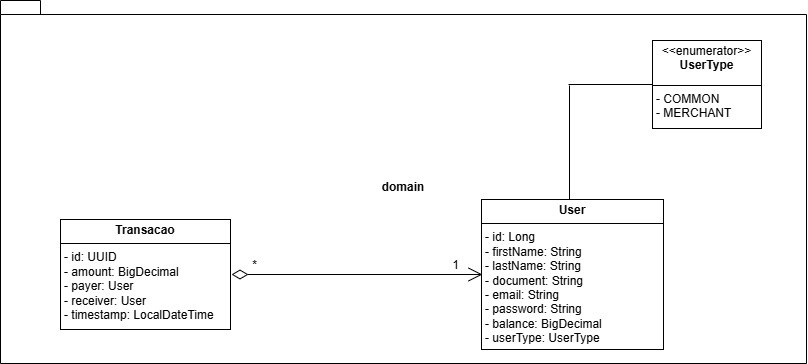 <<enumerator>>
UserType
- COMMON
- MERCHANT
domain
Transacao
- id: UUID
- amount: BigDecimal
- payer: User
- receiver: User
- timestamp: LocalDateTime
*
1
User
- id: Long
- firstName: String
- lastName: String
- document: String
- email: String
- password: String
- balance: BigDecimal
- userType: UserType